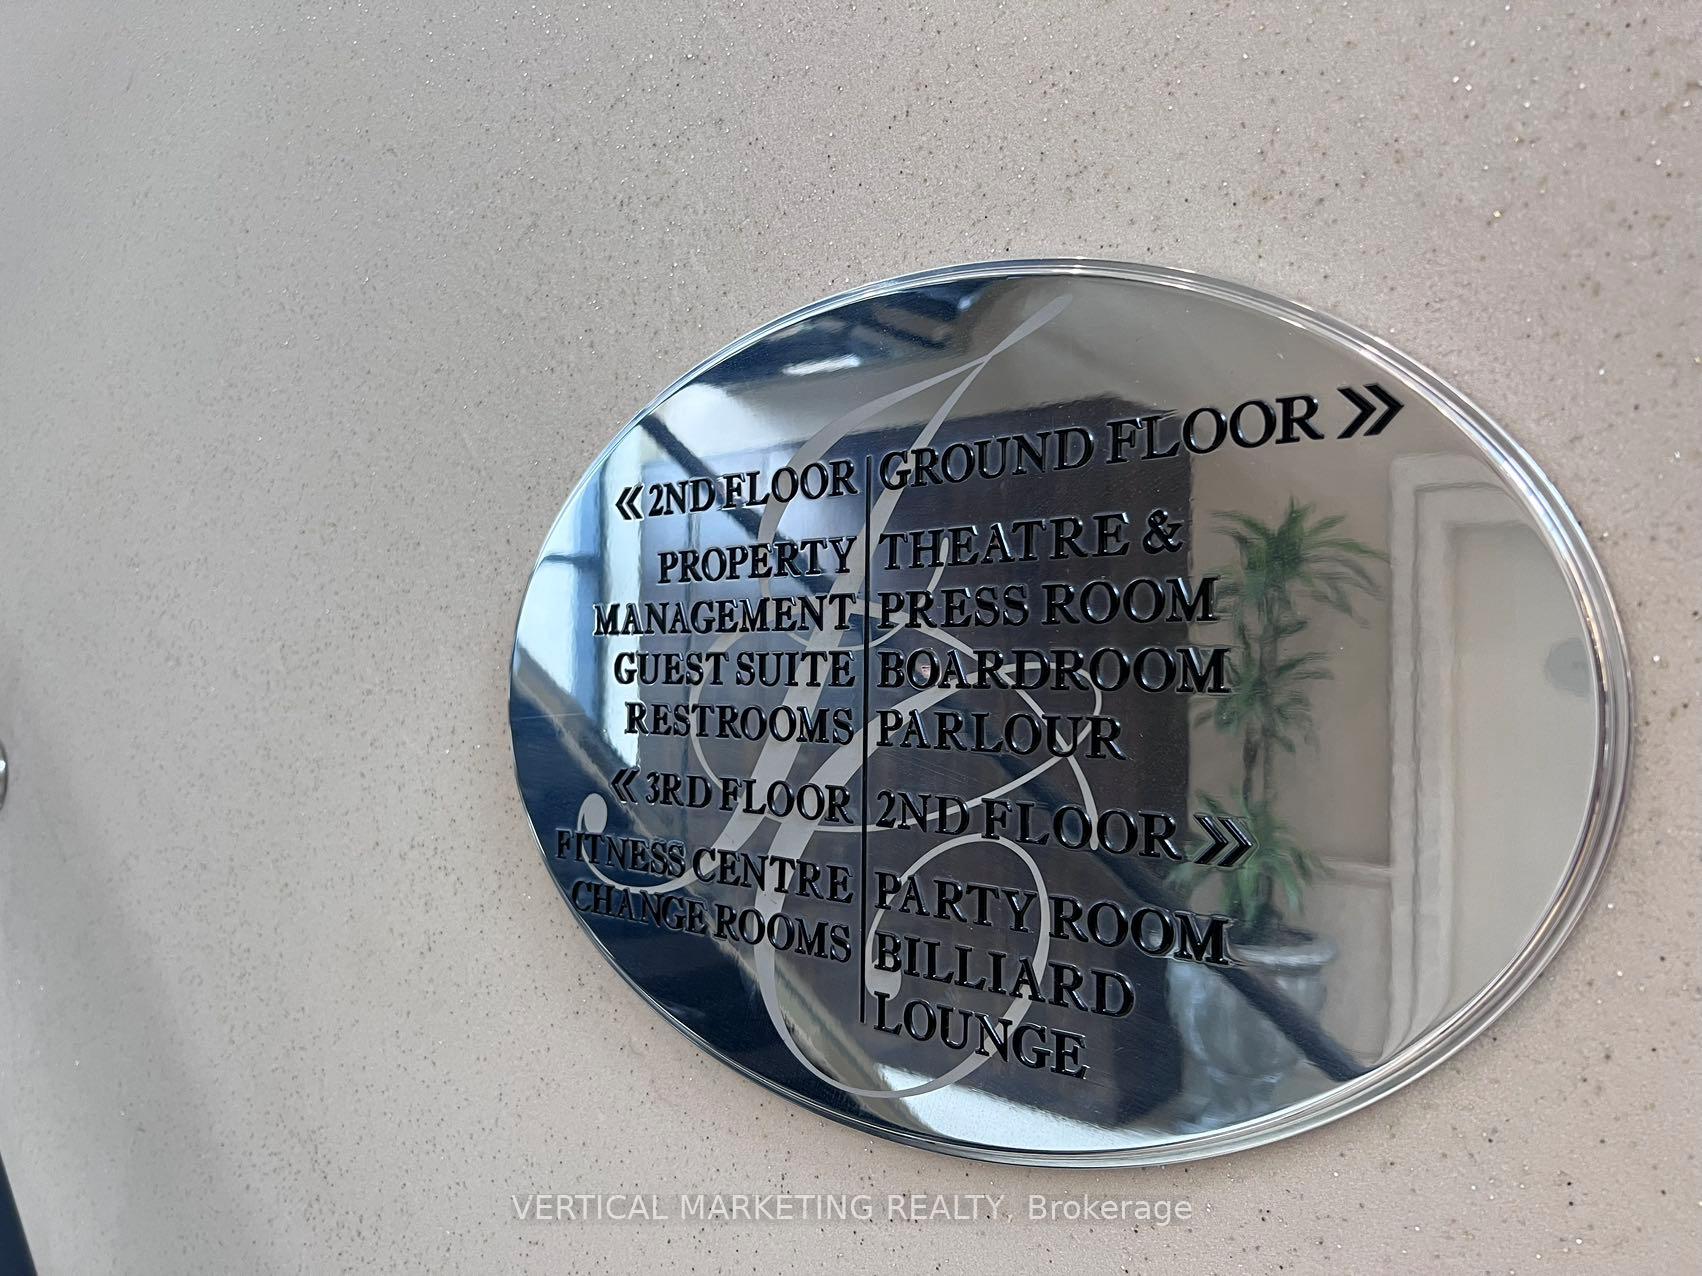 « 2ND FLOOR
PROPERTY
MANAGEMENT
GUEST SUITE
RESTROOMS
« 3RD FLOOR
FITNESS CENTRE
CHANGE ROOMS
GROUND FLOOR »
THEATRE &
PRESS ROOM
BOARDROOM
PARLOUR
2ND FLOOR »
PARTY ROOM
BILLIARD
LOUNGE
VERTICAL MARKETING REALTY, Brokerage